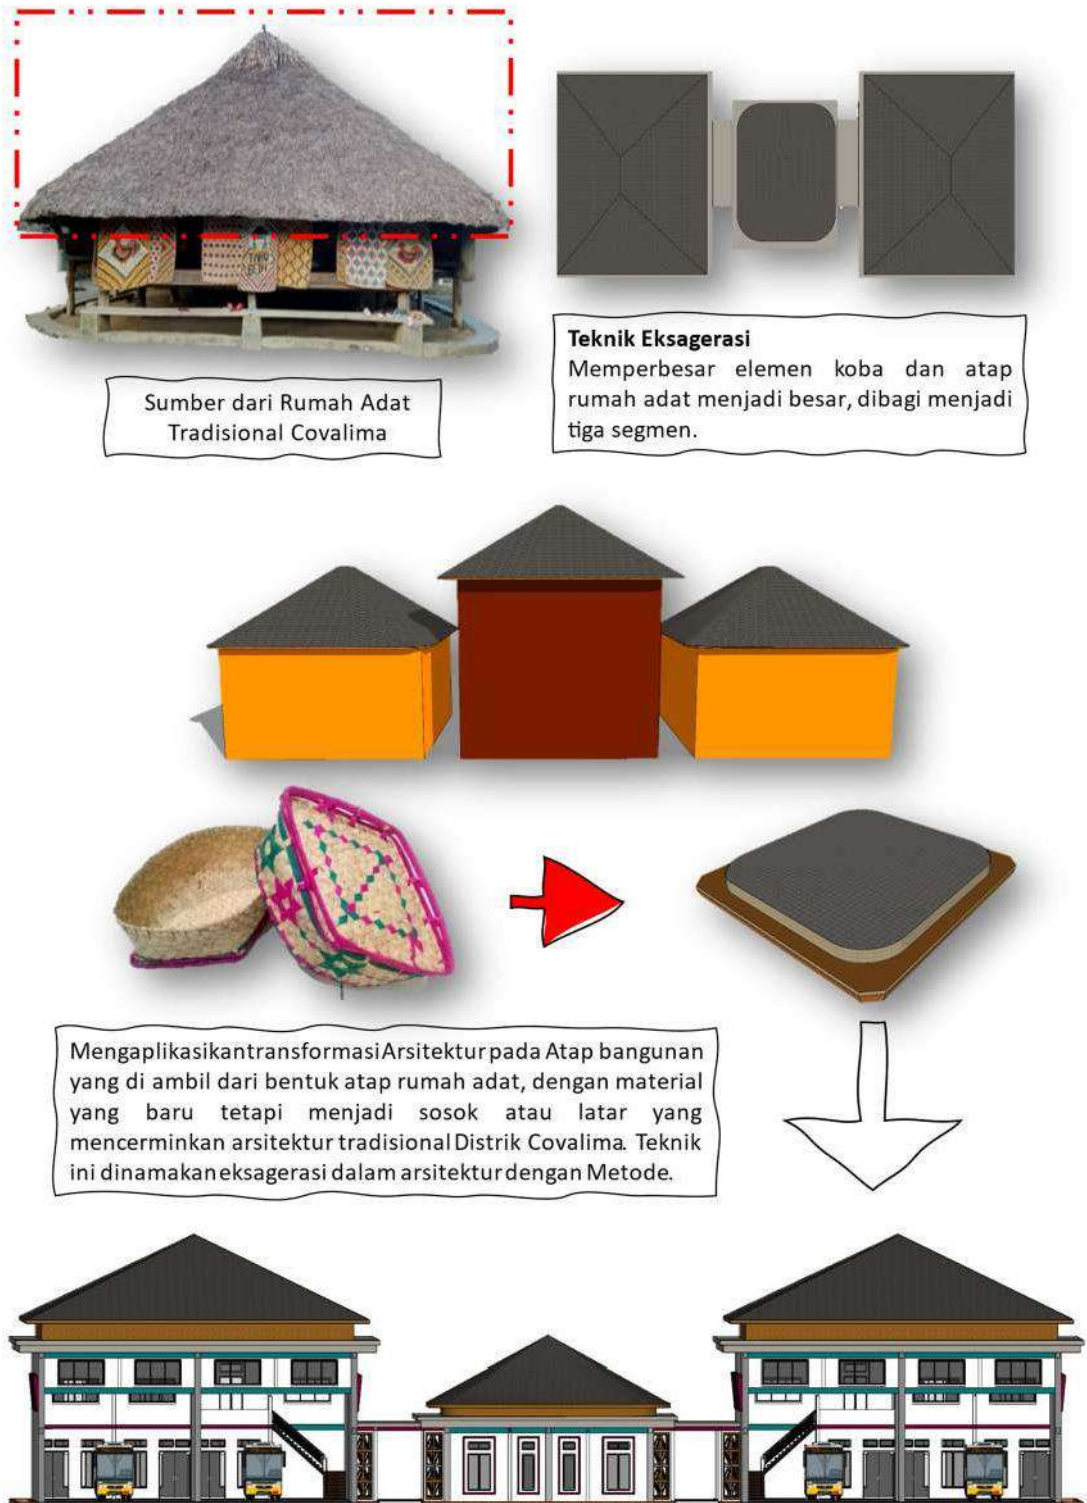 Sumber dari Rumah Adat
Tradisional Covalima
Teknik Eksagerasi
Memperbesar elemen koba dan atap
rumah adat menjadi besar, dibagi menjadi
tiga segmen.
MengaplikasikantransformasiArsitekturpada Atap bangunan
yang di ambil dari bentuk atap rumah adat, dengan material
yang baru tetapi menjadi sosok atau latar yang
mencerminkan arsitektur tradisional Distrik Covalima. Teknik
ini dinamakaneksagerasi dalam arsitektur dengan Metode.